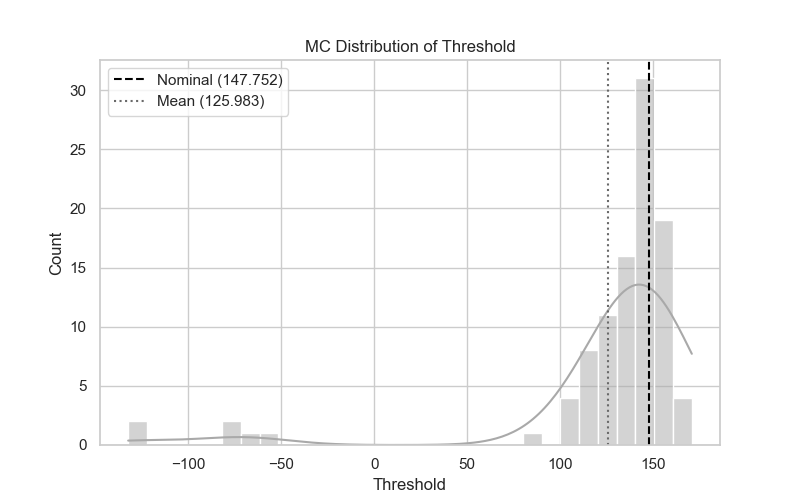 MC Distribution of Threshold
Nominal (147.752)
Mean (125.983)
30
25
20
15
10
5
0
Count
−100
−50
0
50
100
150
Threshold